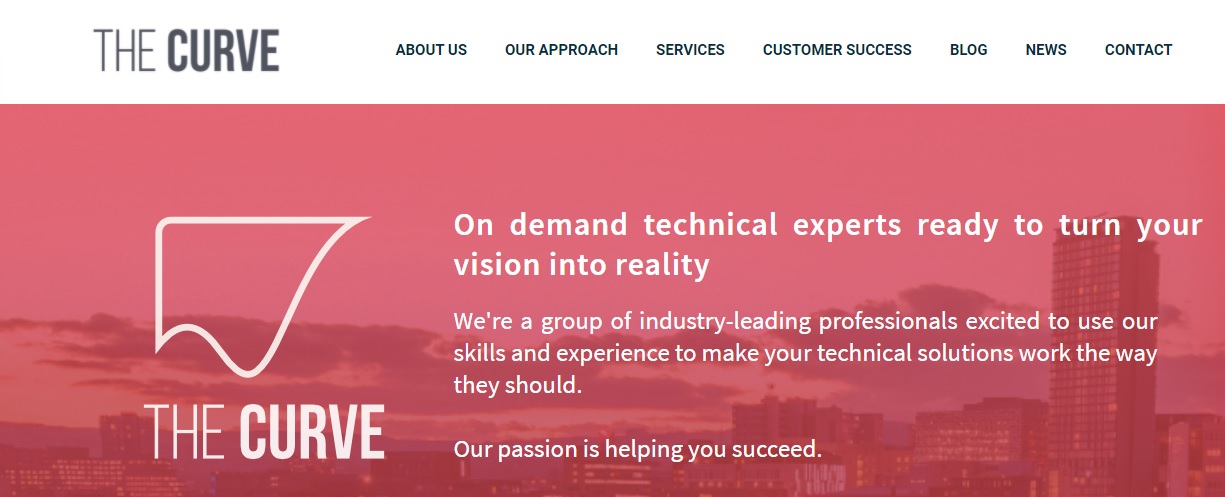 THE CURVE
ABOUT US OUR APPROACH SERVICES CUSTOMER SUCCESS BLOG NEWS CONTACT
On demand technical experts ready to turn your
vision into reality
We're a group of industry-leading professionals excited to use our
skills and experience to make your technical solutions work the way
they should.
Our passion is helping you succeed.
THE CURVE